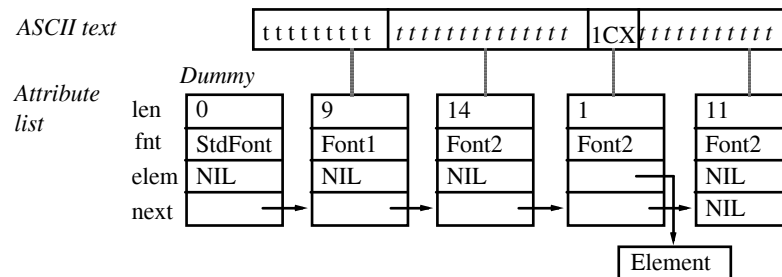 ASCII text t t t t t t t t t t t t t t t t t t t t t t t 1CX t t t t t t t t t t t
Dummy
Attribute list
len 0 9 14 1 11
fnt StdFont Font1 Font2 Font2 Font2
elem NIL NIL NIL NIL
next NIL
Element